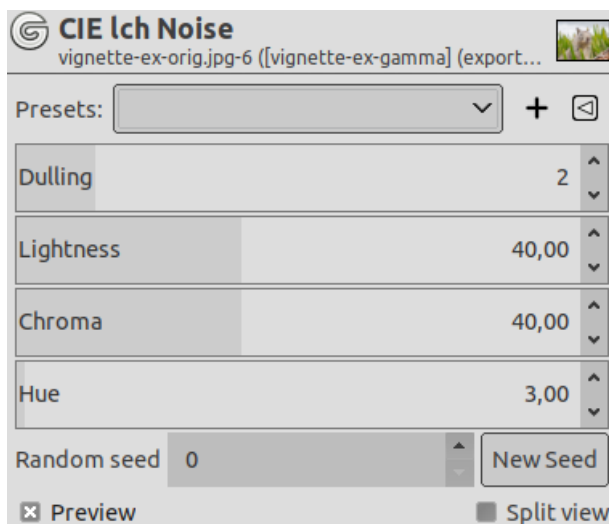 CIE lch Noise
vignette-ex-orig.jpg-6 ([vignette-ex-gamma] (export...
Presets:
Dulling 2
Lightness 40,00
Chroma 40,00
Hue 3,00
Random seed 0 New Seed
Preview Split view